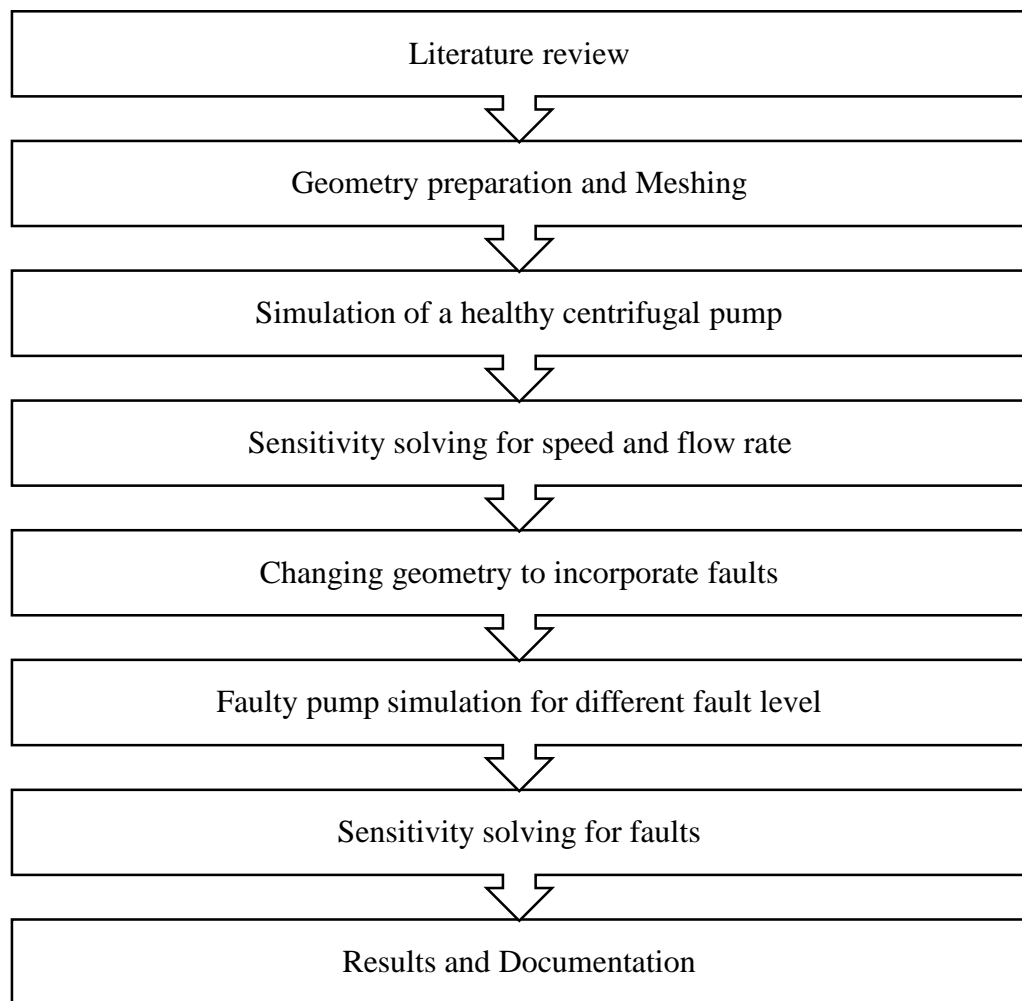 Literature review
Geometry preparation and Meshing
Simulation of a healthy centrifugal pump
Sensitivity solving for speed and flow rate
Changing geometry to incorporate faults
Faulty pump simulation for different fault level
Sensitivity solving for faults
Results and Documentation